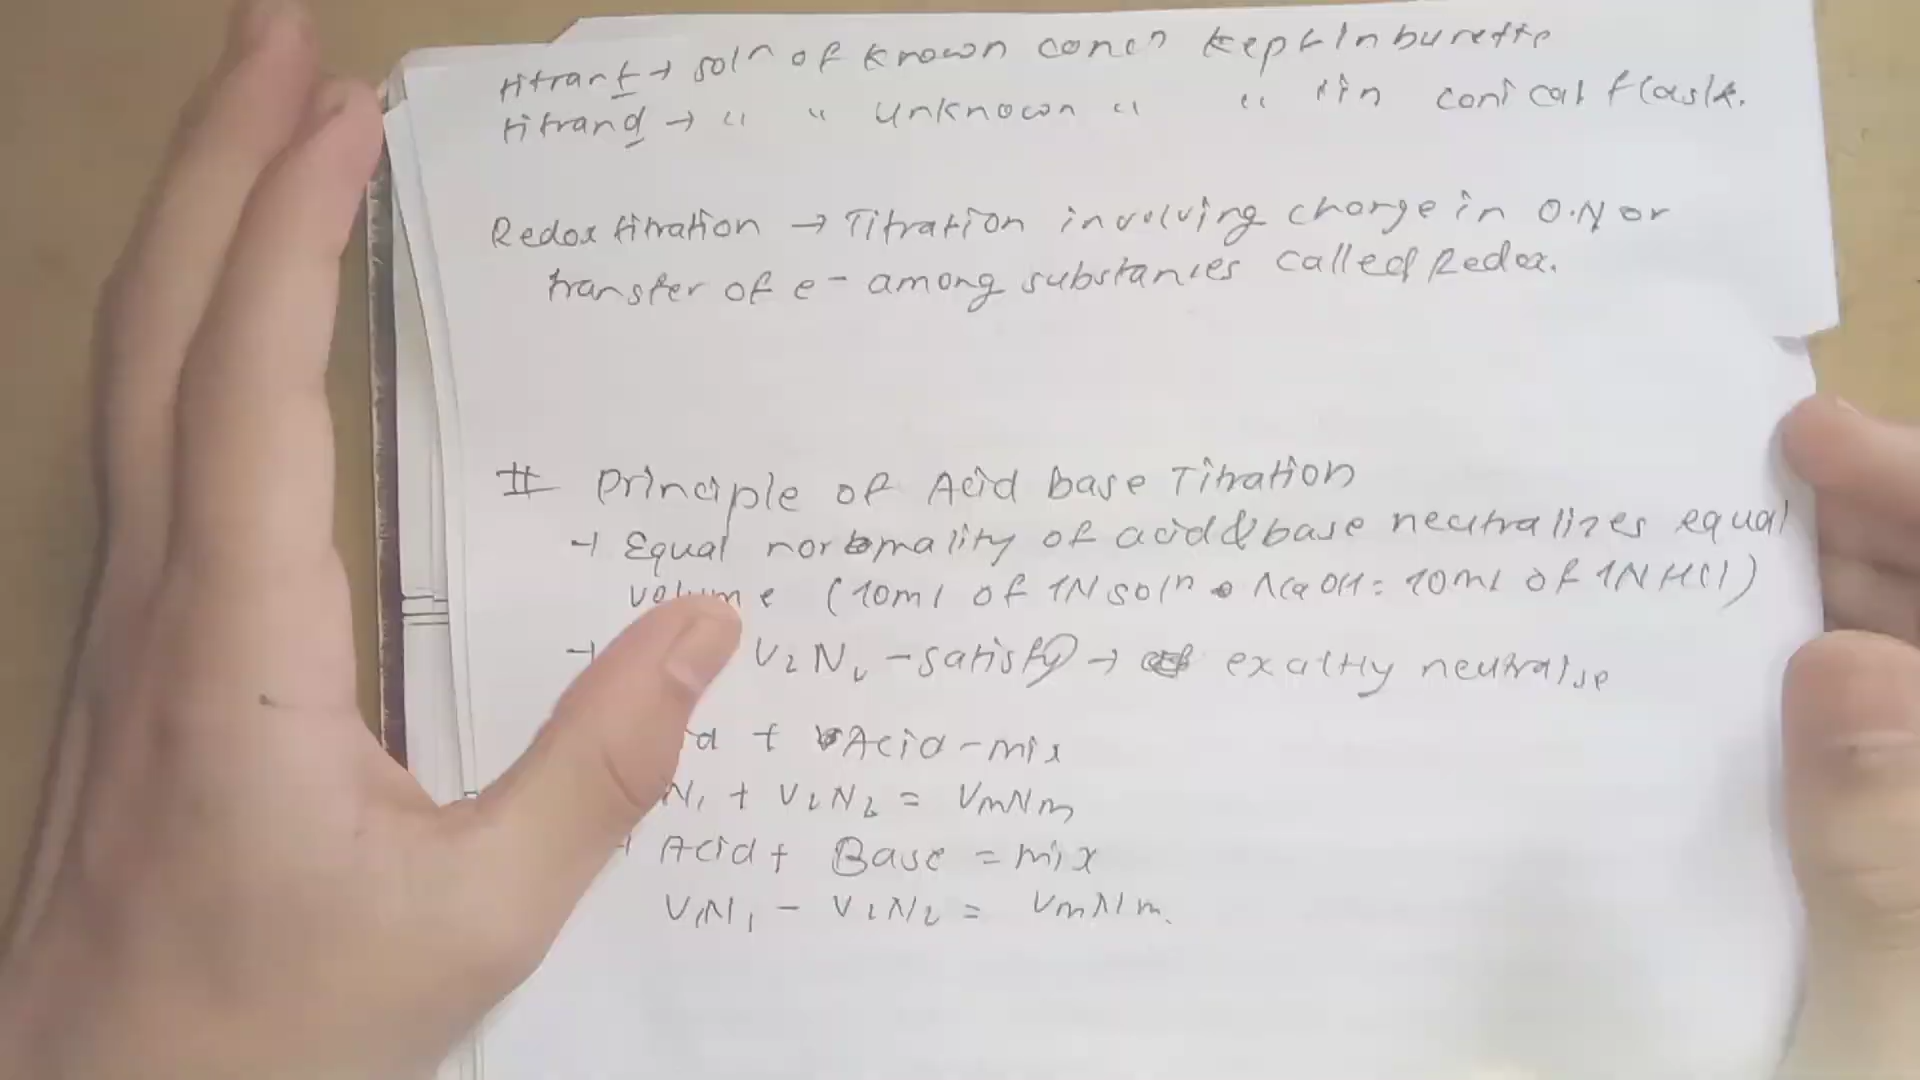 titrant → solⁿ of known concⁿ kept in burette
titrand → " " unknown " " in conical flask.
Redox titration → Titration involving change in O.N or
transfer of e- among substances called Redox.
# Principle of Acid base Titration
→ Equal normality of acid & base neutralizes equal
volume (10ml of 1N solⁿ NaOH = 10ml of 1N HCl)
→ V₂N₂ - satisfy → exactly neutralise
+ Acid - mix
N₁ + V₂N₂ = VmNm
Acid + Base = mix
V₁N₁ - V₂N₂ = VmNm.